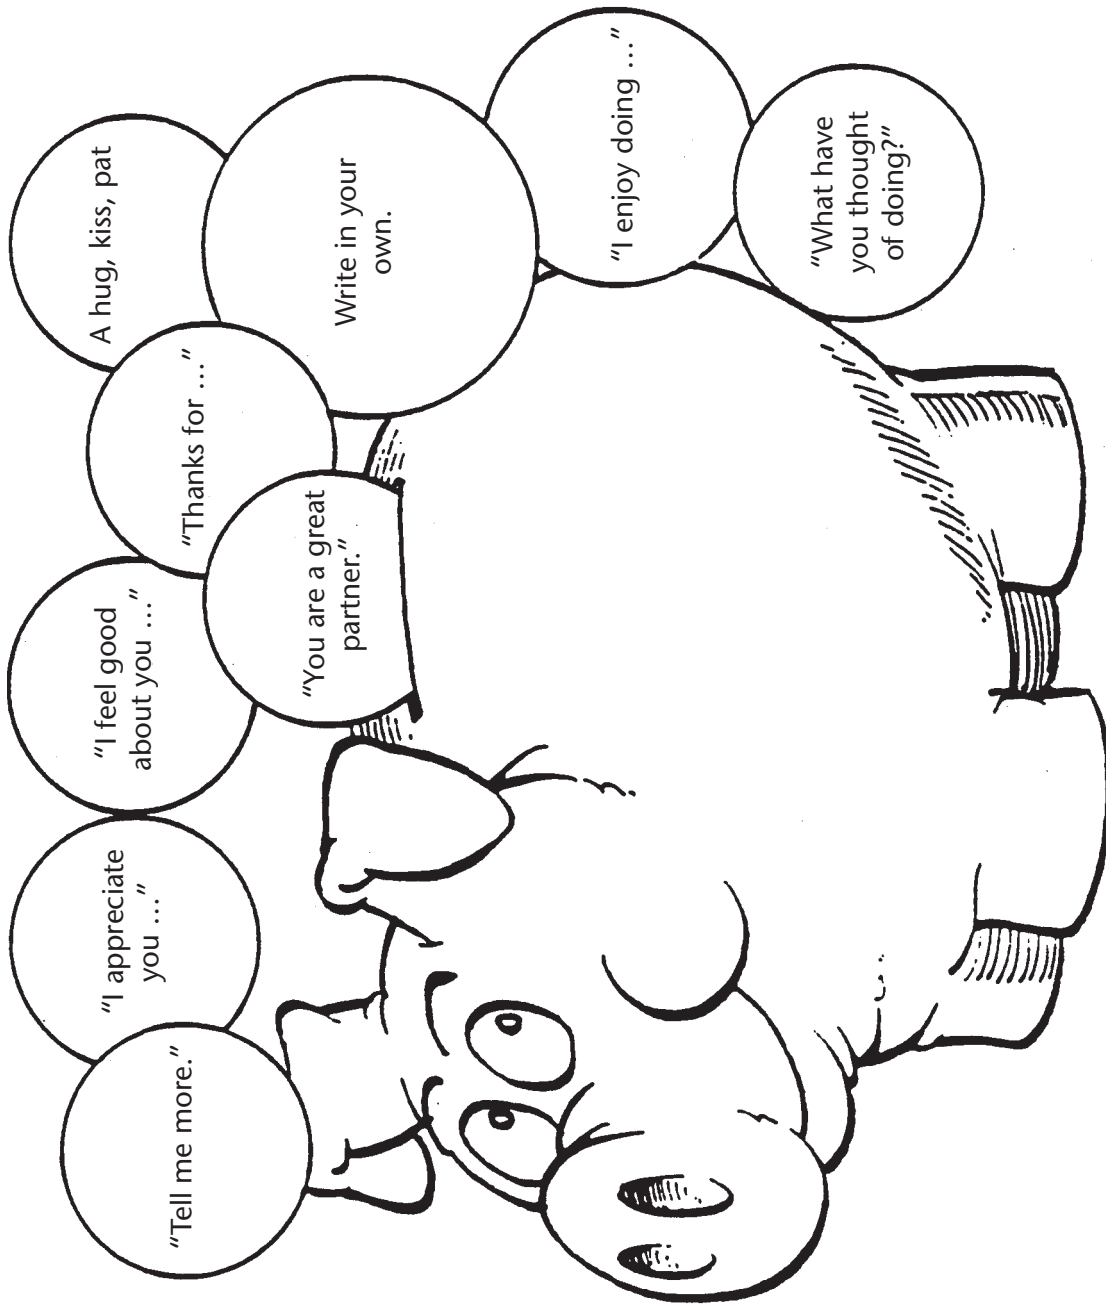 “Tell me more.”
“I appreciate
you …”
“I feel good
about you …”
“You are a great
partner.”
“Thanks for …”
A hug, kiss, pat
Write in your
own.
“I enjoy doing …”
“What have
you thought
of doing?”